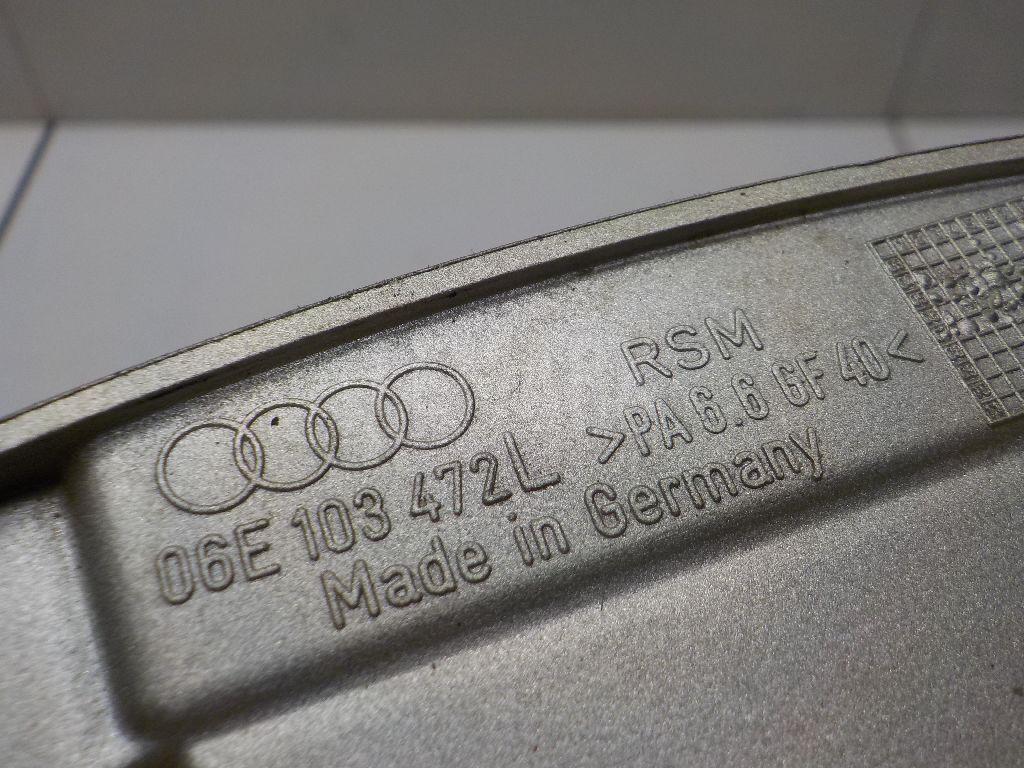 RSM
>PA 6.6 GF 40<
06E 103 472L
Made in Germany